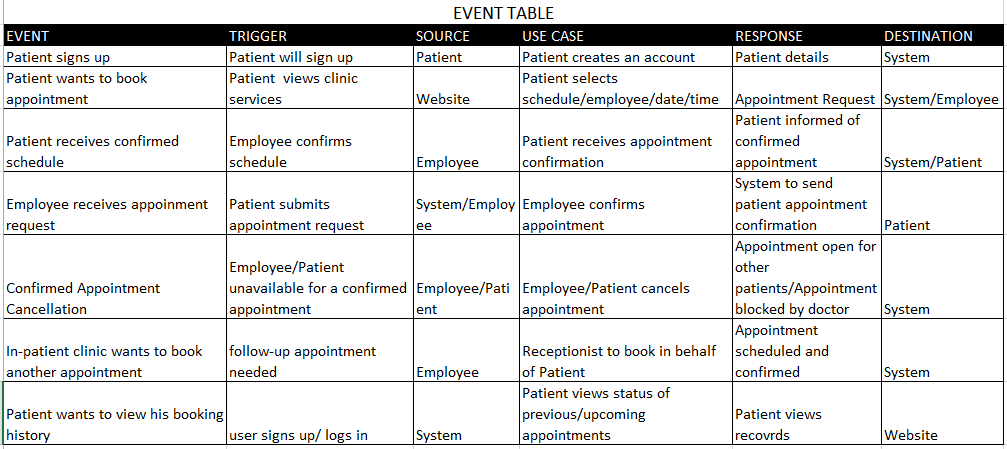 EVENT TABLE
EVENT TRIGGER SOURCE USE CASE RESPONSE DESTINATION
Patient signs up Patient will sign up Patient Patient creates an account Patient details System
Patient wants to book Patient  views clinic Patient selects
appointment services Website schedule/employee/date/time Appointment Request System/Employee
Patient informed of
Patient receives confirmed Employee confirms Patient receives appointment confirmed
schedule schedule Employee confirmation appointment System/Patient
System to send
Employee receives appoinment Patient submits System/Employ Employee confirms patient appointment
request appointment request ee appointment confirmation Patient
Appointment open for
Employee/Patient other
Confirmed Appointment unavailable for a confirmed Employee/Pati Employee/Patient cancels patients/Appointment
Cancellation appointment ent appointment blocked by doctor System
Appointment
In-patient clinic wants to book follow-up appointment Receptionist to book in behalf scheduled and
another appointment needed Employee of Patient confirmed System
Patient views status of
Patient wants to view his booking previous/upcoming Patient views
history user signs up/ logs in System appointments recovrds Website